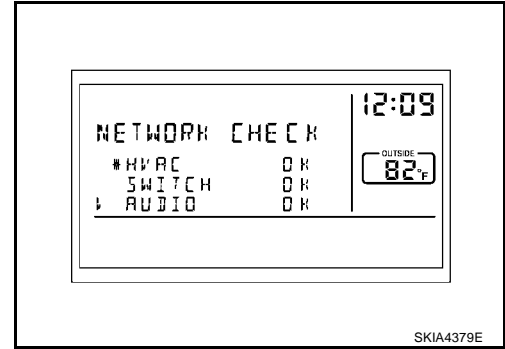 12:09
NETWORK CHECK
OUTSIDE
82°F
*HVAC OK
SWITCH OK
AUDIO OK
SKIA4379E